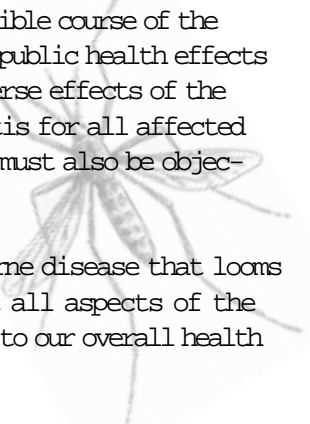 ible course of the
public health effects
erse effects of the
tis for all affected
must also be objec-
rne disease that looms
all aspects of the
to our overall health